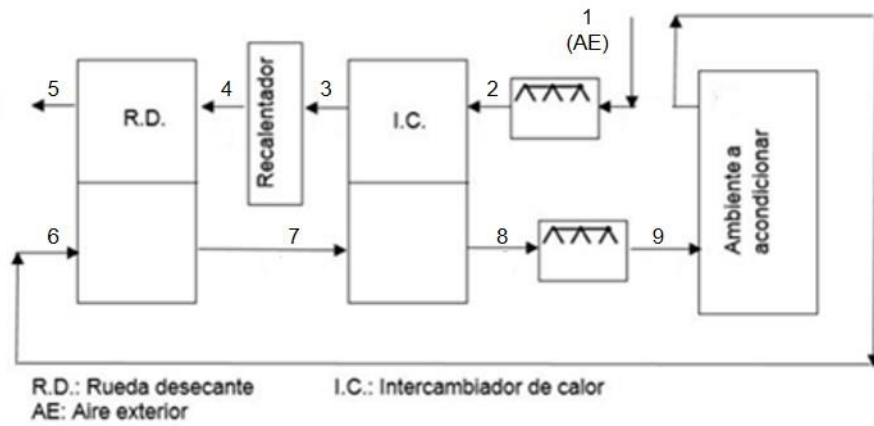 1
(AE)
5
4
3
2
R.D.
Recalentador
I.C.
Ambiente a
acondicionar
6
7
8
9
R.D.: Rueda desecante I.C.: Intercambiador de calor
AE: Aire exterior